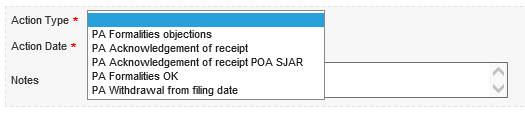 Action Type *
PA Formalities objections
Action Date *
PA Acknowledgement of receipt
PA Acknowledgement of receipt POA SJAR
PA Formalities OK
Notes
PA Withdrawal from filing date